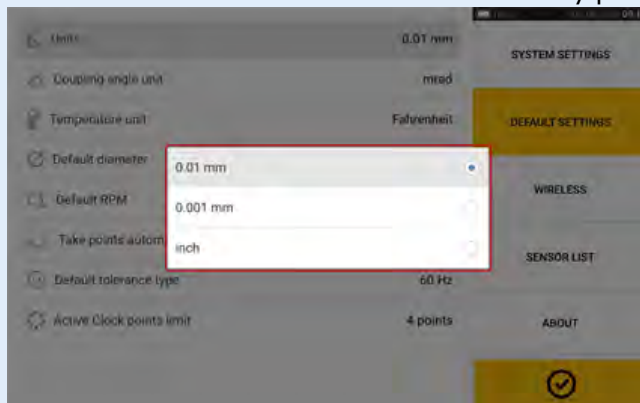 Units 0.01 mm
Coupling angle unit mrad
Temperature unit Fahrenheit
Default diameter
Default RPM
Take points autom
Default tolerance type 60 Hz
Active Clock points limit 4 points
0.01 mm
0.001 mm
inch
SYSTEM SETTINGS
DEFAULT SETTINGS
WIRELESS
SENSOR LIST
ABOUT